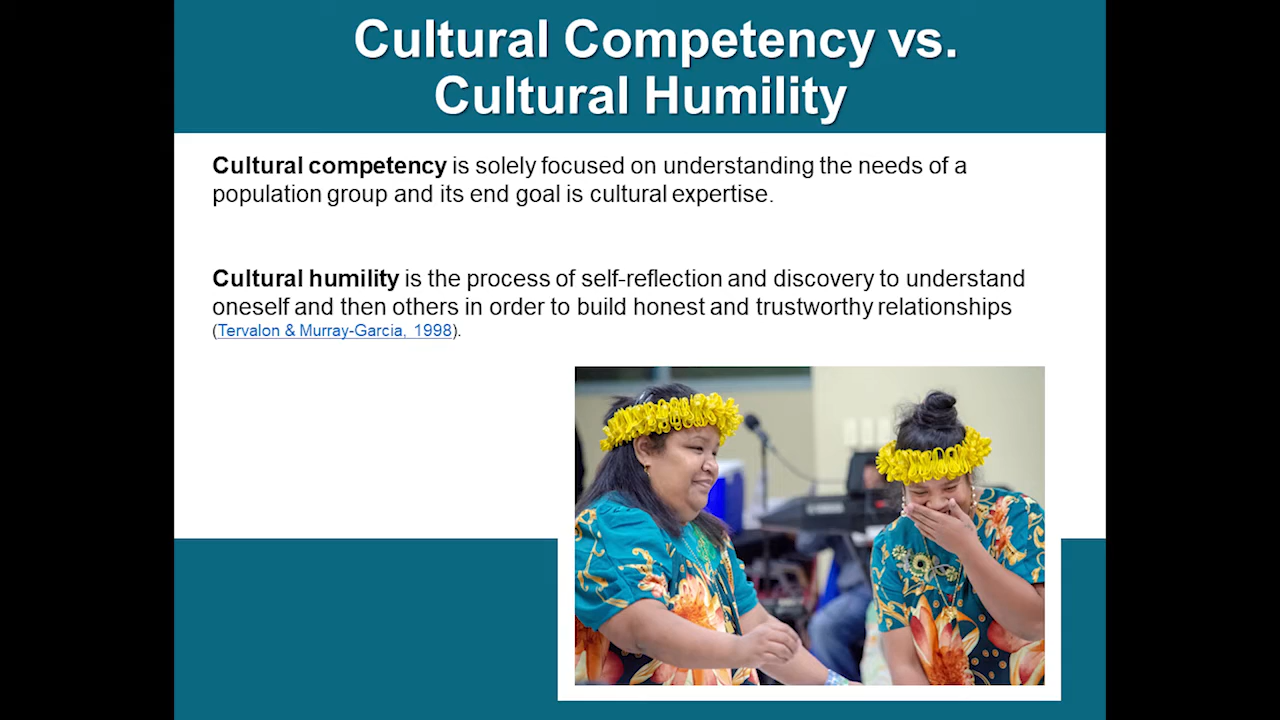 Cultural Competency vs.
Cultural Humility
Cultural competency is solely focused on understanding the needs of a
population group and its end goal is cultural expertise.
Cultural humility is the process of self-reflection and discovery to understand
oneself and then others in order to build honest and trustworthy relationships
(Tervalon & Murray-Garcia, 1998).